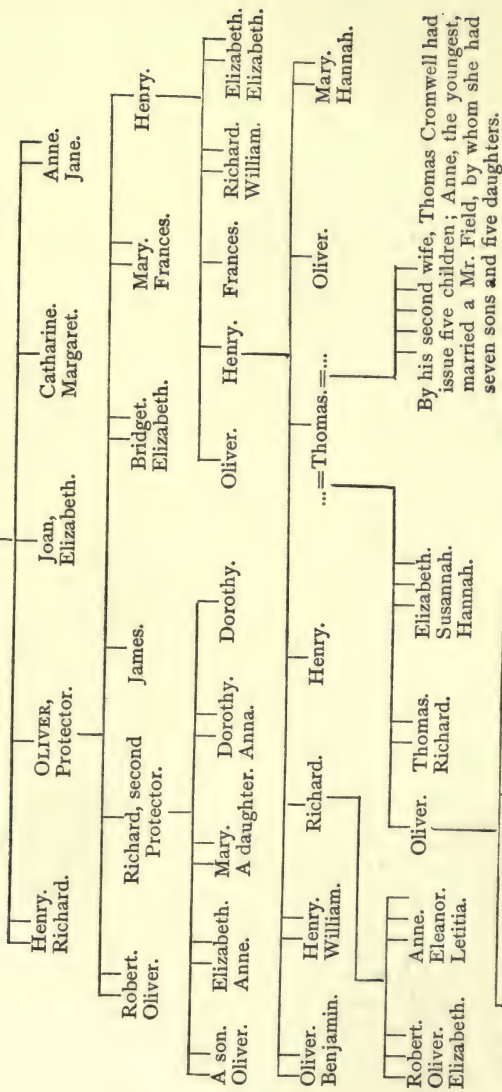 Henry.
Richard.
OLIVER,
Protector.
Joan,
Elizabeth.
Catharine.
Margaret.
Anne.
Jane.
Robert.
Oliver.
Richard, second
Protector.
James.
Bridget.
Elizabeth.
Mary.
Frances.
Henry.
A son.
Oliver.
Elizabeth.
Anne.
Mary.
A daughter.
Dorothy.
Anna.
Dorothy.
Oliver.
Henry.
Frances.
Richard.
William.
Elizabeth.
Elizabeth.
Oliver.
Benjamin.
Henry.
William.
Richard.
Henry.
...=Thomas.=...
Oliver.
Mary.
Hannah.
Robert.
Oliver.
Elizabeth.
Anne.
Eleanor.
Letitia.
Oliver.
Thomas.
Richard.
Elizabeth.
Susannah.
Hannah.
By his second wife, Thomas Cromwell had
issue five children; Anne, the youngest,
married a Mr. Field, by whom she had
seven sons and five daughters.